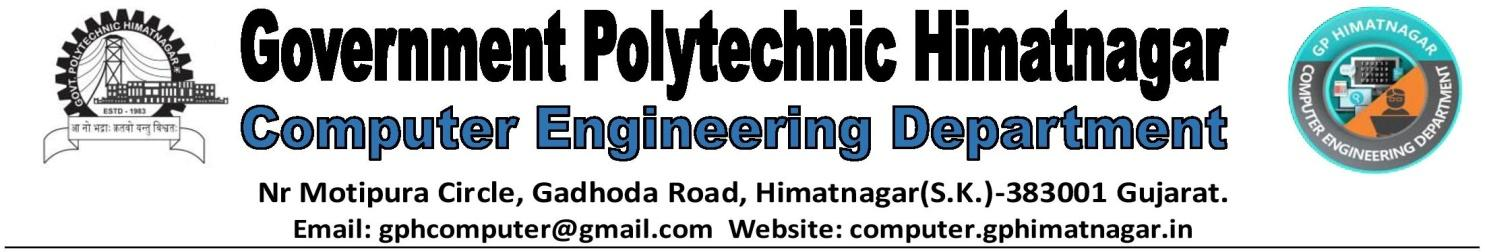 GOVT. POLYTECHNIC HIMATNAGAR
ESTD - 1983
आ नो भद्राः क्रतवो यन्तु विश्वतः
Government Polytechnic Himatnagar
Computer Engineering Department
Nr Motipura Circle, Gadhoda Road, Himatnagar(S.K.)-383001 Gujarat.
Email: gphcomputer@gmail.com Website: computer.gphimatnagar.in
GP HIMATNAGAR
COMPUTER ENGINEERING DEPARTMENT